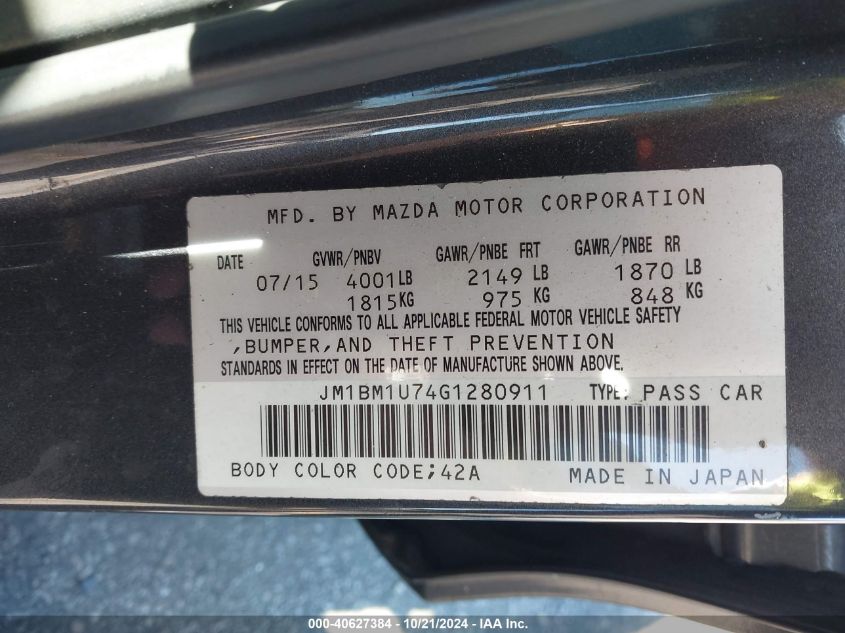 MFD. BY MAZDA MOTOR CORPORATION
DATE GVWR/PNBV GAWR/PNBE FRT GAWR/PNBE RR
07/15 4001LB 2149 LB 1870 LB
1815KG 975 KG 848 KG
THIS VEHICLE CONFORMS TO ALL APPLICABLE FEDERAL MOTOR VEHICLE SAFETY
,BUMPER,AND THEFT PREVENTION
STANDARDS IN EFFECT ON THE DATE OF MANUFACTURE SHOWN ABOVE.
JM1BM1U74G1280911 TYPE: PASS CAR
BODY COLOR CODE;42A MADE IN JAPAN
000-40627384 - 10/21/2024 - IAA Inc.